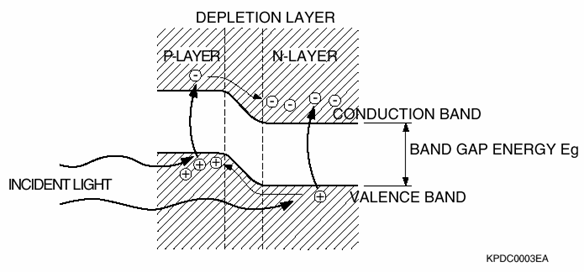 DEPLETION LAYER
P-LAYER
N-LAYER
CONDUCTION BAND
BAND GAP ENERGY Eg
INCIDENT LIGHT
VALENCE BAND
KPDC0003EA